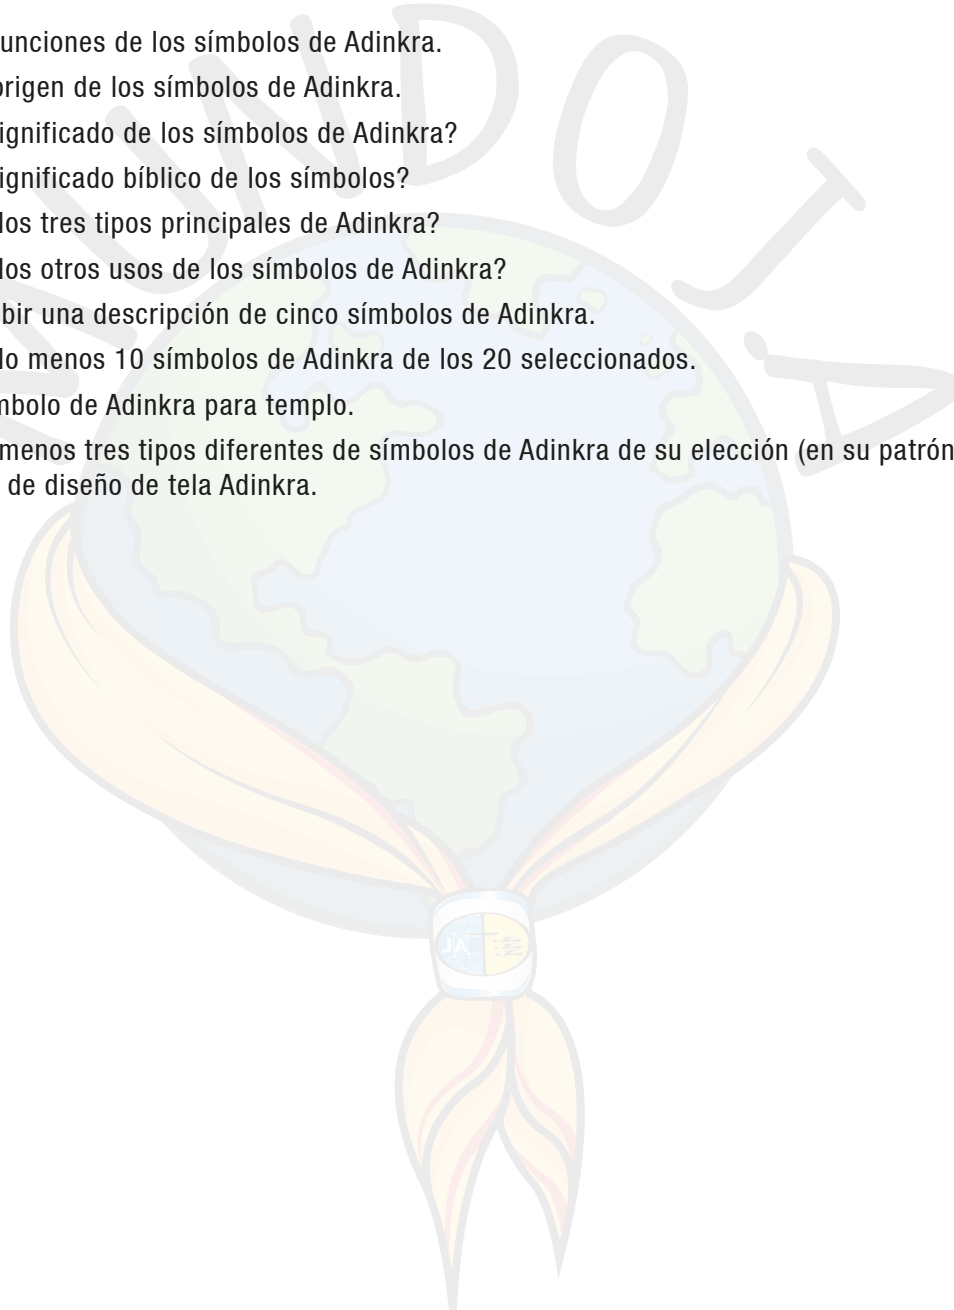 MUNDO JA
unciones de los símbolos de Adinkra.
origen de los símbolos de Adinkra.
ignificado de los símbolos de Adinkra?
ignificado bíblico de los símbolos?
los tres tipos principales de Adinkra?
los otros usos de los símbolos de Adinkra?
bir una descripción de cinco símbolos de Adinkra.
lo menos 10 símbolos de Adinkra de los 20 seleccionados.
mbolo de Adinkra para templo.
menos tres tipos diferentes de símbolos de Adinkra de su elección (en su patrón
de diseño de tela Adinkra.
JA